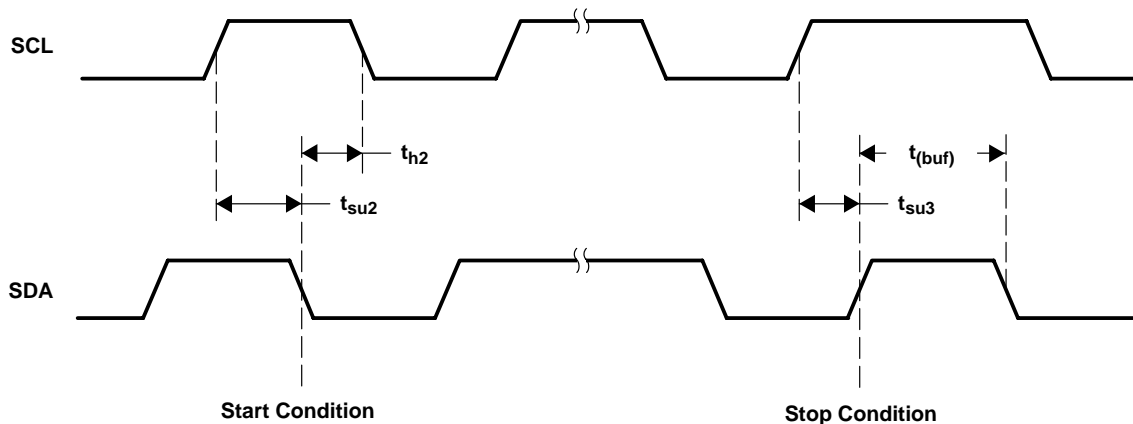 SCL
t(buf)
th2
tsu2
tsu3
SDA
Start Condition
Stop Condition